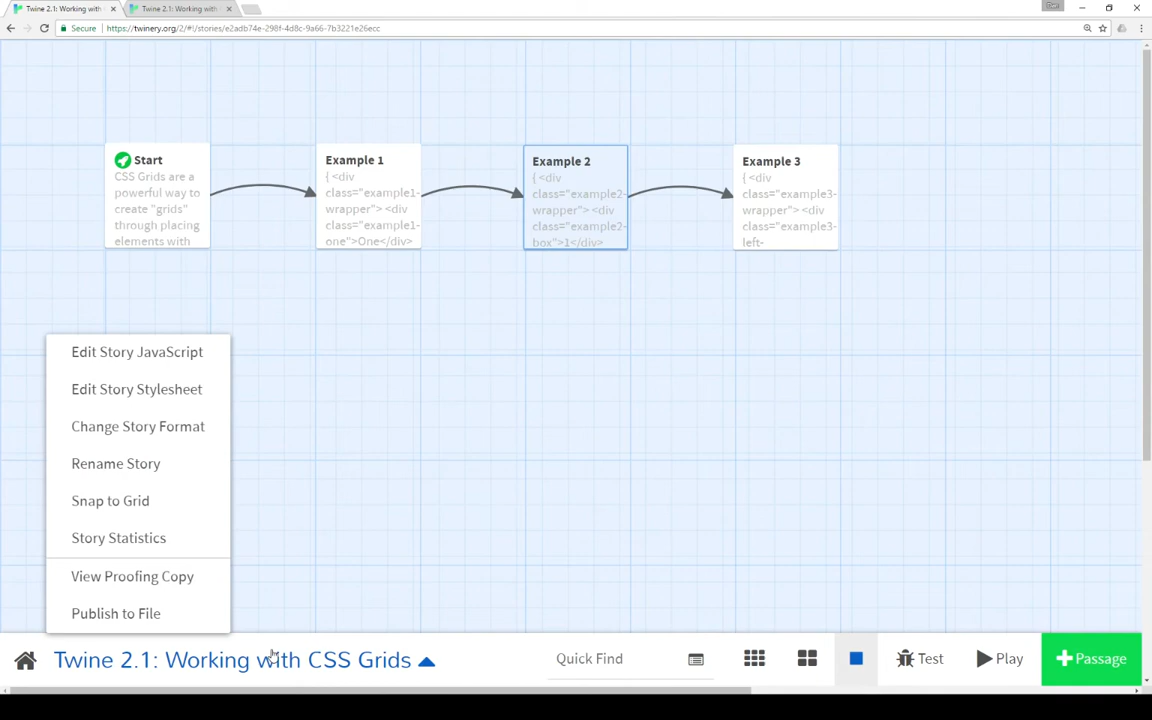 Twine 2.1: Working with
Twine 2.1: Working with
Secure
https://twinery.org/2/#!/stories/e2adb74e-298f-4d8c-9a66-7b3221e26ecc
Start
CSS Grids are a
powerful way to
create "grids"
through placing
elements with
Example 1
{ <div
class="example1-
wrapper"> <div
class="example1-
one">One</div>
Example 2
{ <div
class="example2-
wrapper"> <div
class="example2-
box">1</div>
Example 3
{ <div
class="example3-
wrapper"> <div
class="example3-
left-
Edit Story JavaScript
Edit Story Stylesheet
Change Story Format
Rename Story
Snap to Grid
Story Statistics
View Proofing Copy
Publish to File
Twine 2.1: Working with CSS Grids
Quick Find
Test
Play
Passage